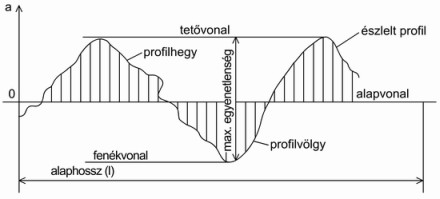 a
tetővonal
észlelt profil
profilhegy
max. egyenetlenség
alapvonal
0
profilvölgy
fenékvonal
alaphossz (l)